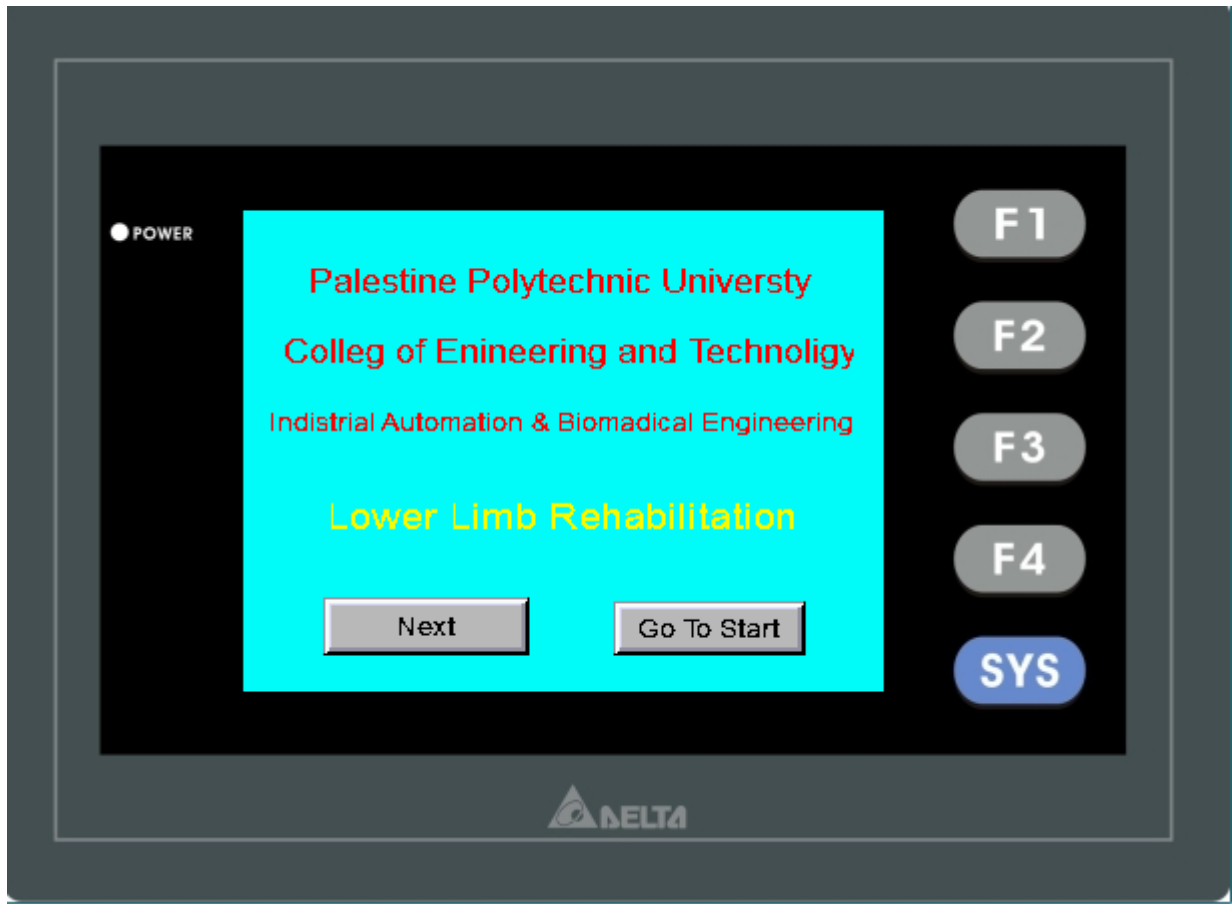 POWER
Palestine Polytechnic Universty
Colleg of Enineering and Technoligy
Indistrial Automation & Biomadical Engineering
Lower Limb Rehabilitation
Next
Go To Start
F1
F2
F3
F4
SYS
DELTA